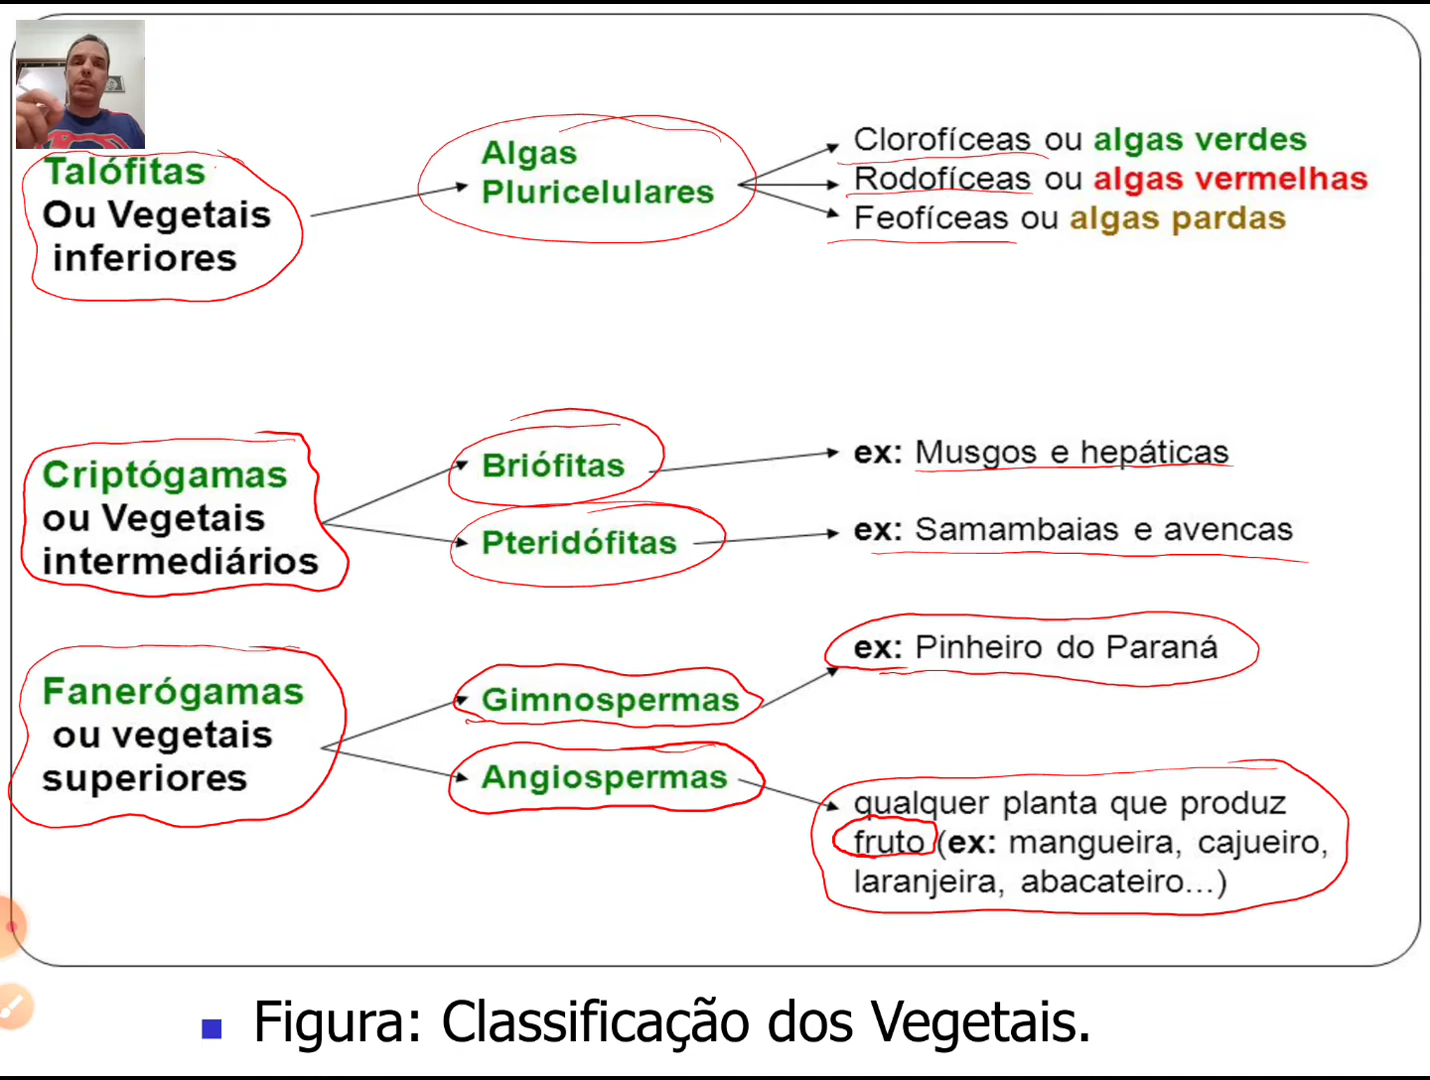 Talófitas
Ou Vegetais
inferiores
Algas
Pluricelulares
Clorofíceas ou algas verdes
Rodofíceas ou algas vermelhas
Feofíceas ou algas pardas
Criptógamas
ou Vegetais
intermediários
Briófitas
ex: Musgos e hepáticas
Pteridófitas
ex: Samambaias e avencas
Fanerógamas
ou vegetais
superiores
Gimnospermas
ex: Pinheiro do Paraná
Angiospermas
qualquer planta que produz
fruto (ex: mangueira, cajueiro,
laranjeira, abacateiro...)
Figura: Classificação dos Vegetais.